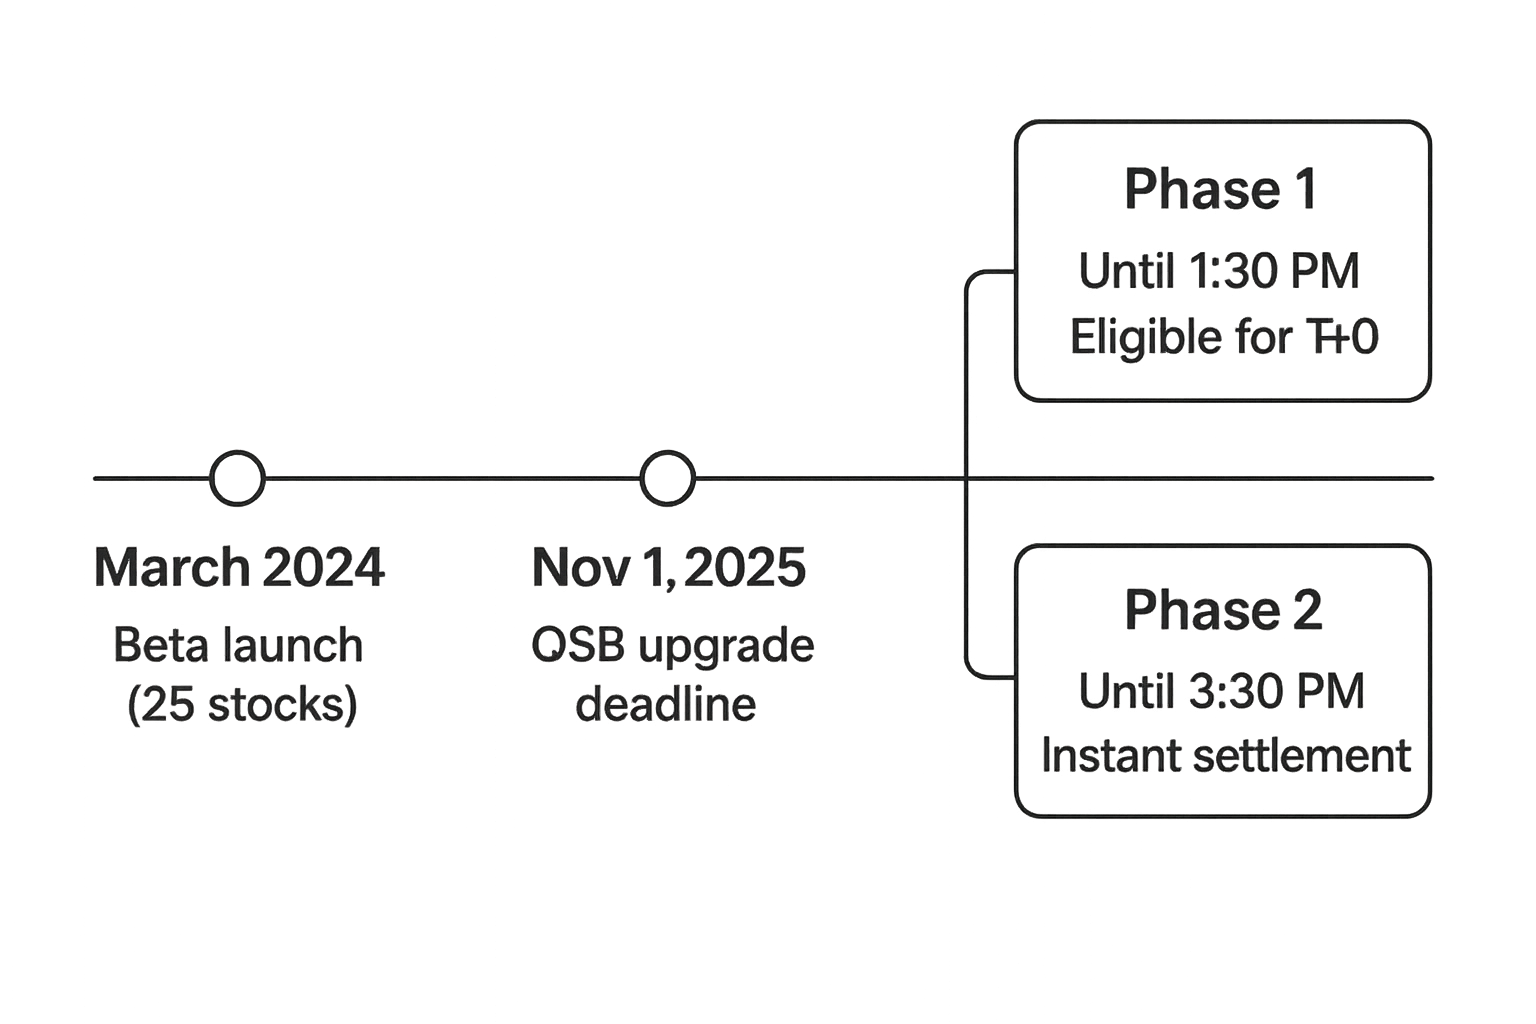 March 2024
Beta launch
(25 stocks)
Nov 1, 2025
QSB upgrade
deadline
Phase 1
Until 1:30 PM
Eligible for T+0
Phase 2
Until 3:30 PM
Instant settlement